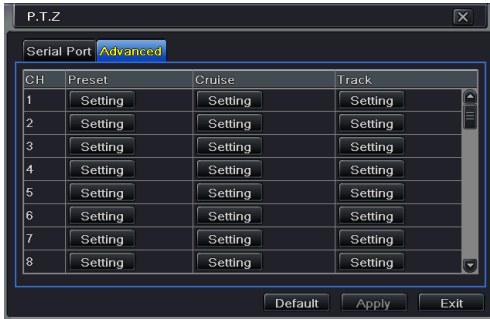 P.T.Z
Serial Port Advanced
CH Preset Cruise Track
1 Setting Setting Setting
2 Setting Setting Setting
3 Setting Setting Setting
4 Setting Setting Setting
5 Setting Setting Setting
6 Setting Setting Setting
7 Setting Setting Setting
8 Setting Setting Setting
Default Apply Exit